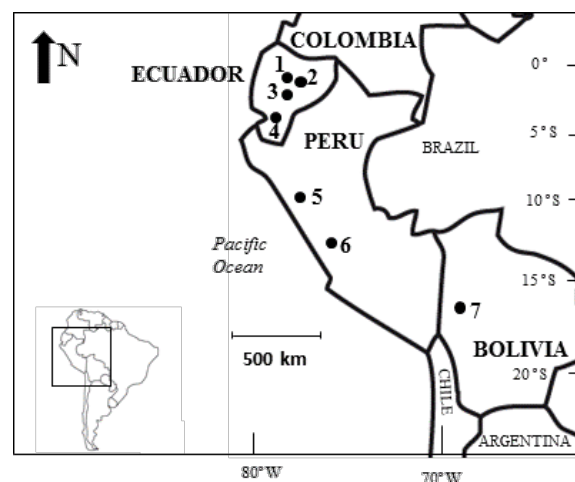 N
COLOMBIA
ECUADOR
1
2
3
4
0°
PERU
5°S
BRAZIL
5
10°S
6
Pacific
Ocean
15°S
7
500 km
BOLIVIA
20°S
CHILE
ARGENTINA
80°W
70°W